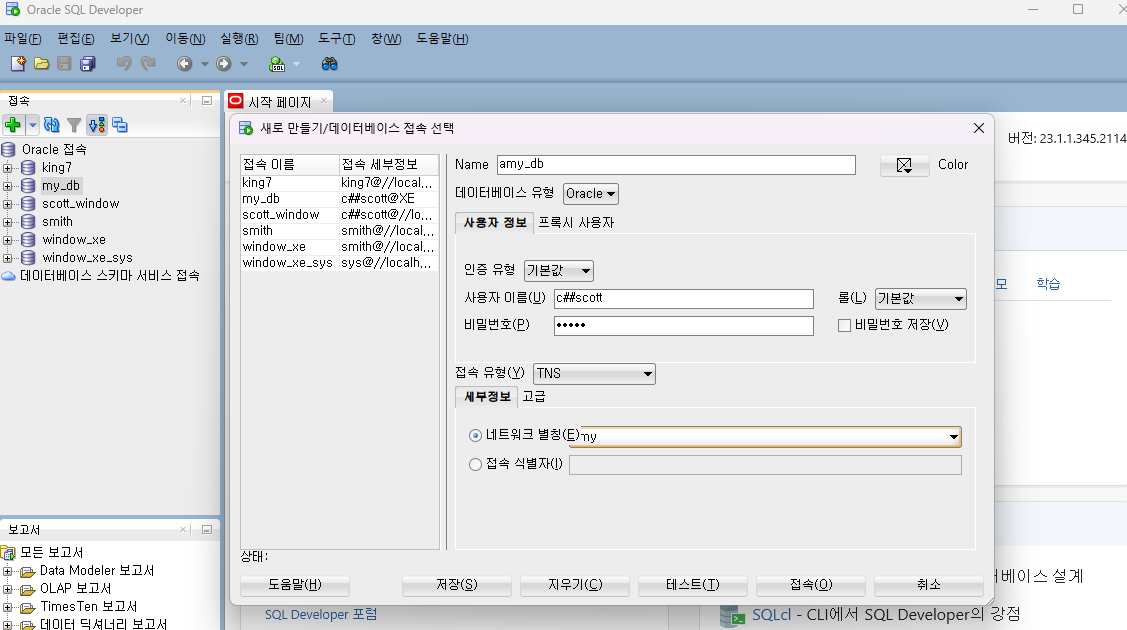 Oracle SQL Developer
파일(F) 편집(E) 보기(V) 이동(N) 실행(R) 팀(M) 도구(T) 창(W) 도움말(H)
접속
시작 페이지
Oracle 접속
king7
my_db
scott_window
smith
window_xe
window_xe_sys
데이터베이스 스키마 서비스 접속
보고서
모든 보고서
Data Modeler 보고서
OLAP 보고서
TimesTen 보고서
데이터 딕셔너리 보고서
새로 만들기/데이터베이스 접속 선택
접속 이름 접속 세부정보
king7 king7@//local...
my_db c##scott@XE
scott_window c##scott@//lo...
smith smith@//local...
window_xe smith@//local...
window_xe_sys sys@//localh...
Name amy_db Color
데이터베이스 유형 Oracle
사용자 정보 프록시 사용자
인증 유형 기본값
사용자 이름(U) c##scott 롤(L) 기본값
비밀번호(P) ••••• 비밀번호 저장(V)
접속 유형(Y) TNS
세부정보 고급
네트워크 별칭(E) my
접속 식별자(I)
상태:
도움말(H) 저장(S) 지우기(C) 테스트(T) 접속(O) 취소
버전: 23.1.1.345.2114
모 학습
터베이스 설계
SQL Developer 포럼
SQLcl - CLI에서 SQL Developer의 강점